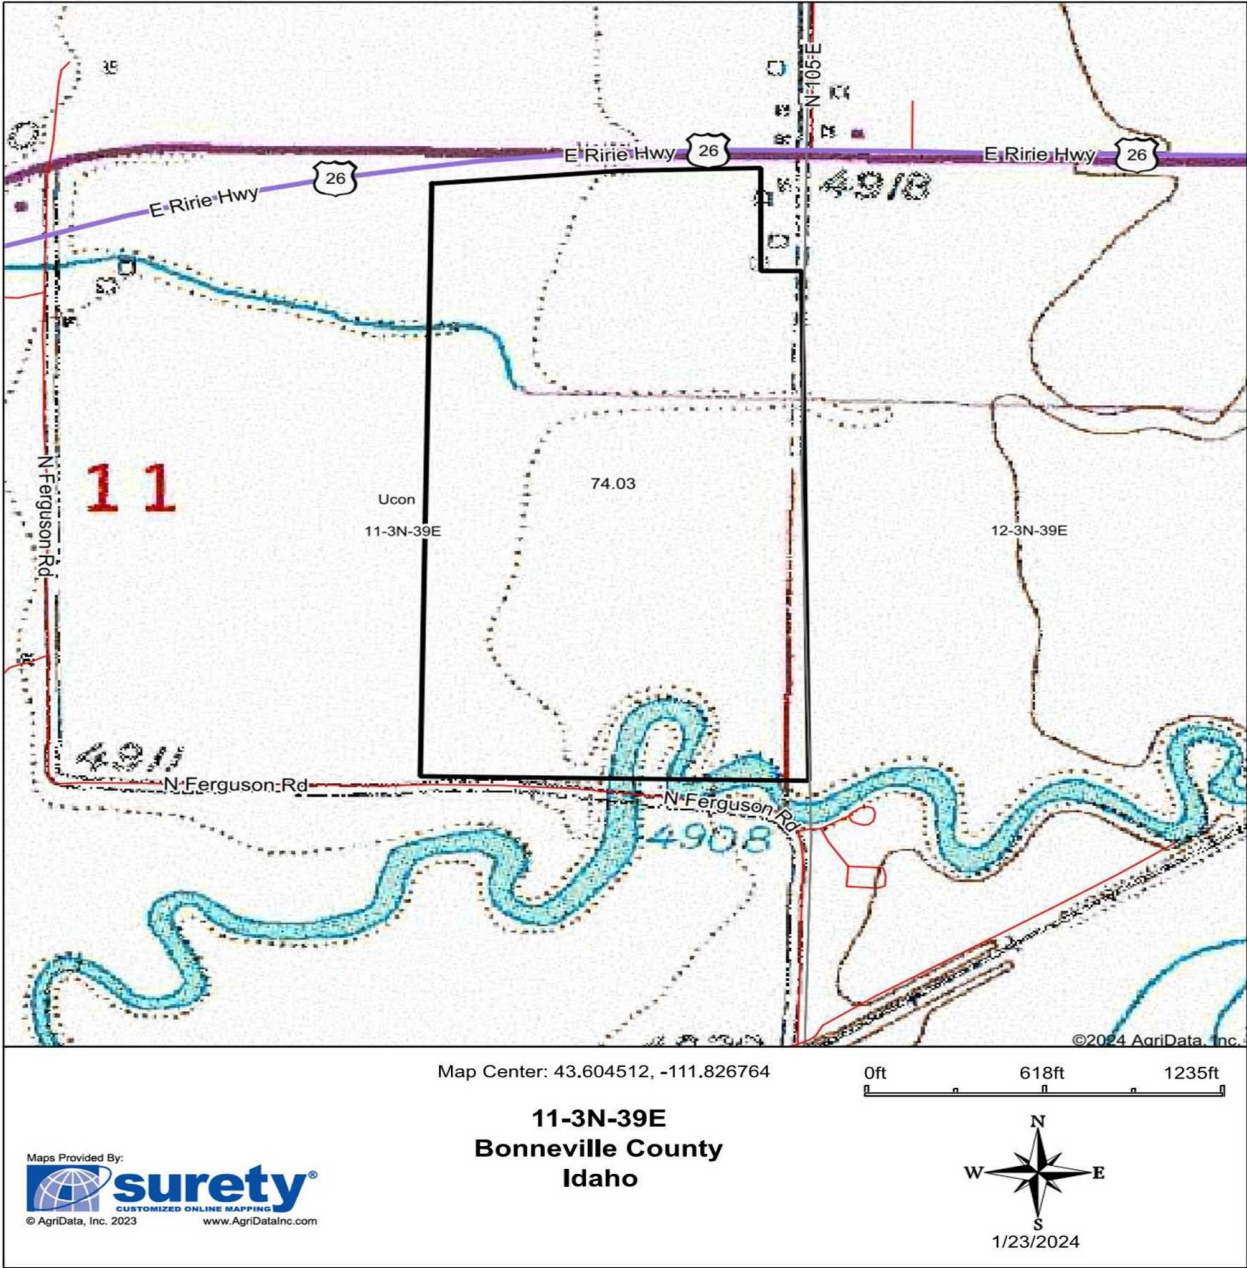 N 105 E
E Ririe Hwy
26
E Ririe Hwy
26
26
E Ririe Hwy
4918
11
N Ferguson Rd
Ucon
74.03
11-3N-39E
12-3N-39E
N Ferguson Rd
N Ferguson Rd
4908
©2024 AgriData, Inc.
Map Center: 43.604512, -111.826764
0ft 618ft 1235ft
11-3N-39E
Bonneville County
Idaho
N
W E
S
1/23/2024
Maps Provided By:
surety®
CUSTOMIZED ONLINE MAPPING
© AgriData, Inc. 2023 www.AgriDataInc.com